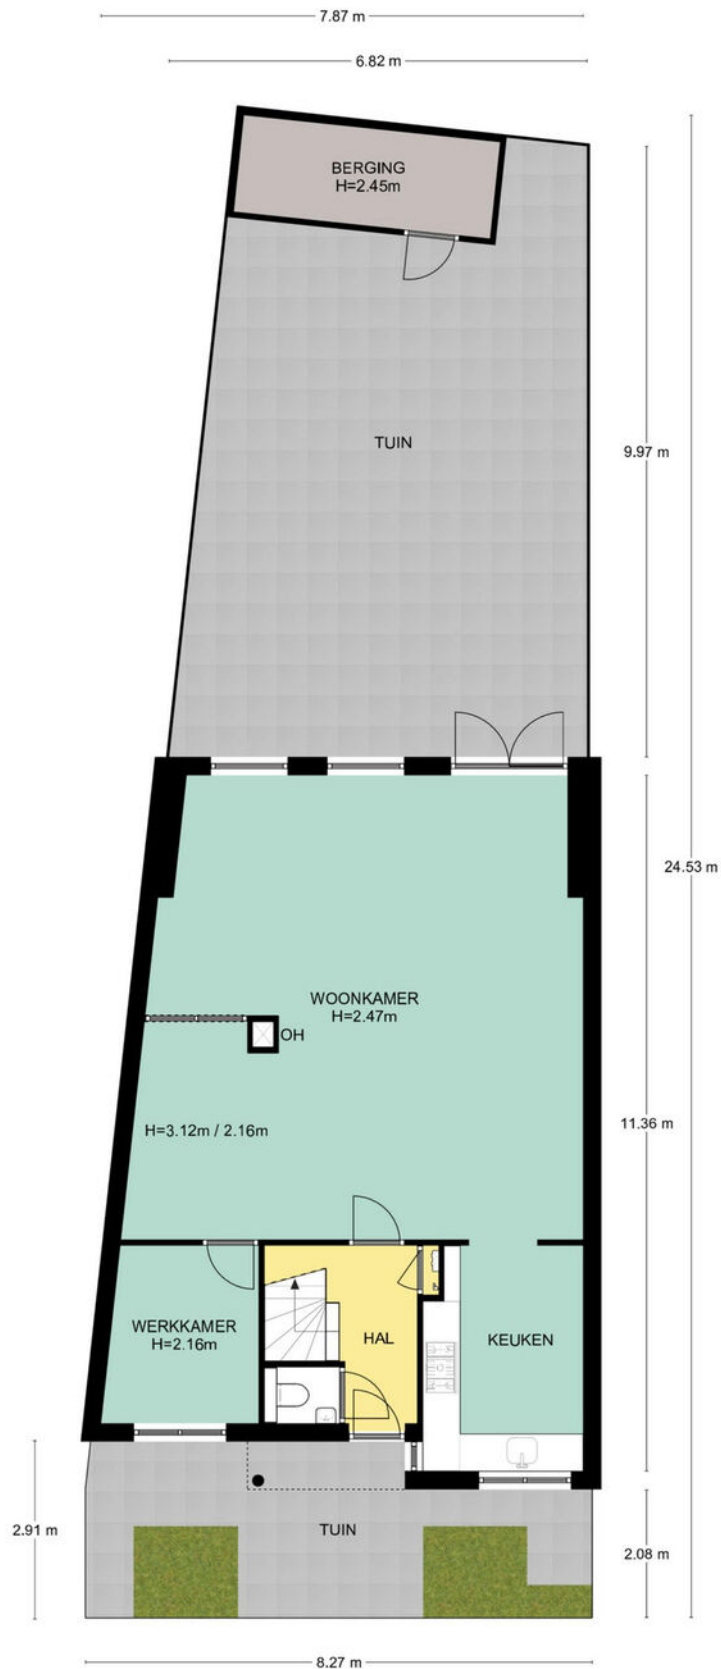 7.87 m
6.82 m
BERGING
H=2.45m
TUIN
9.97 m
24.53 m
WOONKAMER
H=2.47m
OH
H=3.12m / 2.16m
11.36 m
WERKKAMER
H=2.16m
HAL
KEUKEN
2.91 m
TUIN
2.08 m
8.27 m